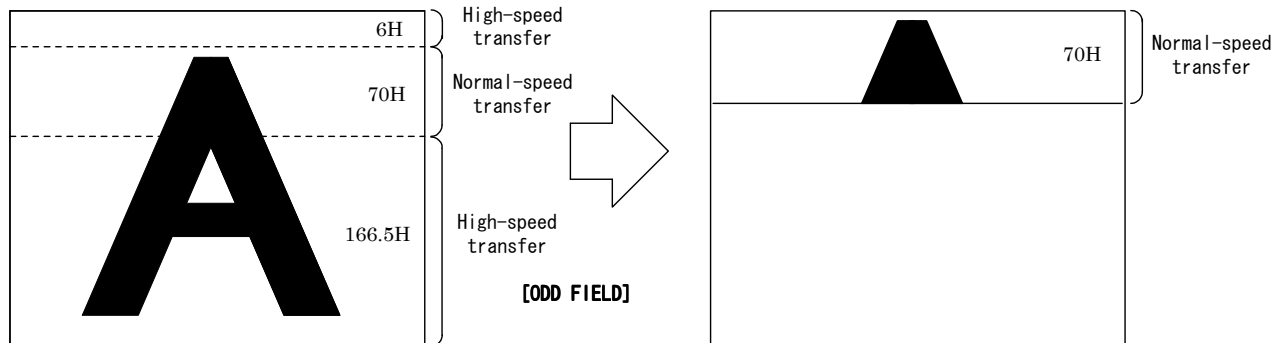 6H
High-speed
transfer
70H
Normal-speed
transfer
166.5H
High-speed
transfer
[ODD FIELD]
A
70H
Normal-speed
transfer